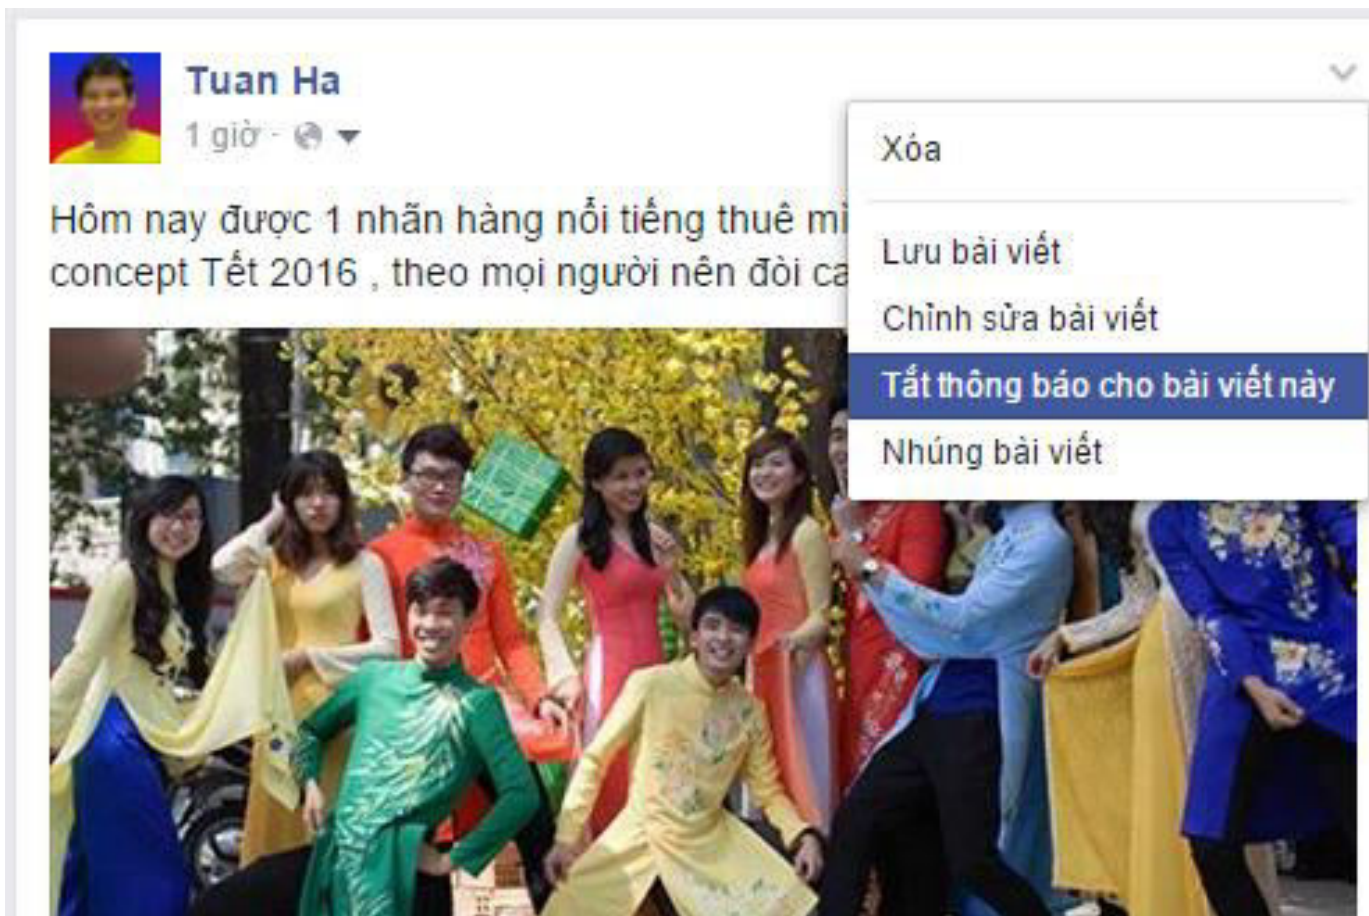 Tuan Ha
1 giờ ·
Hôm nay được 1 nhãn hàng nổi tiếng thuê
concept Tết 2016 , theo mọi người nên đòi
Xóa
Lưu bài viết
Chỉnh sửa bài viết
Tắt thông báo cho bài viết này
Nhúng bài viết